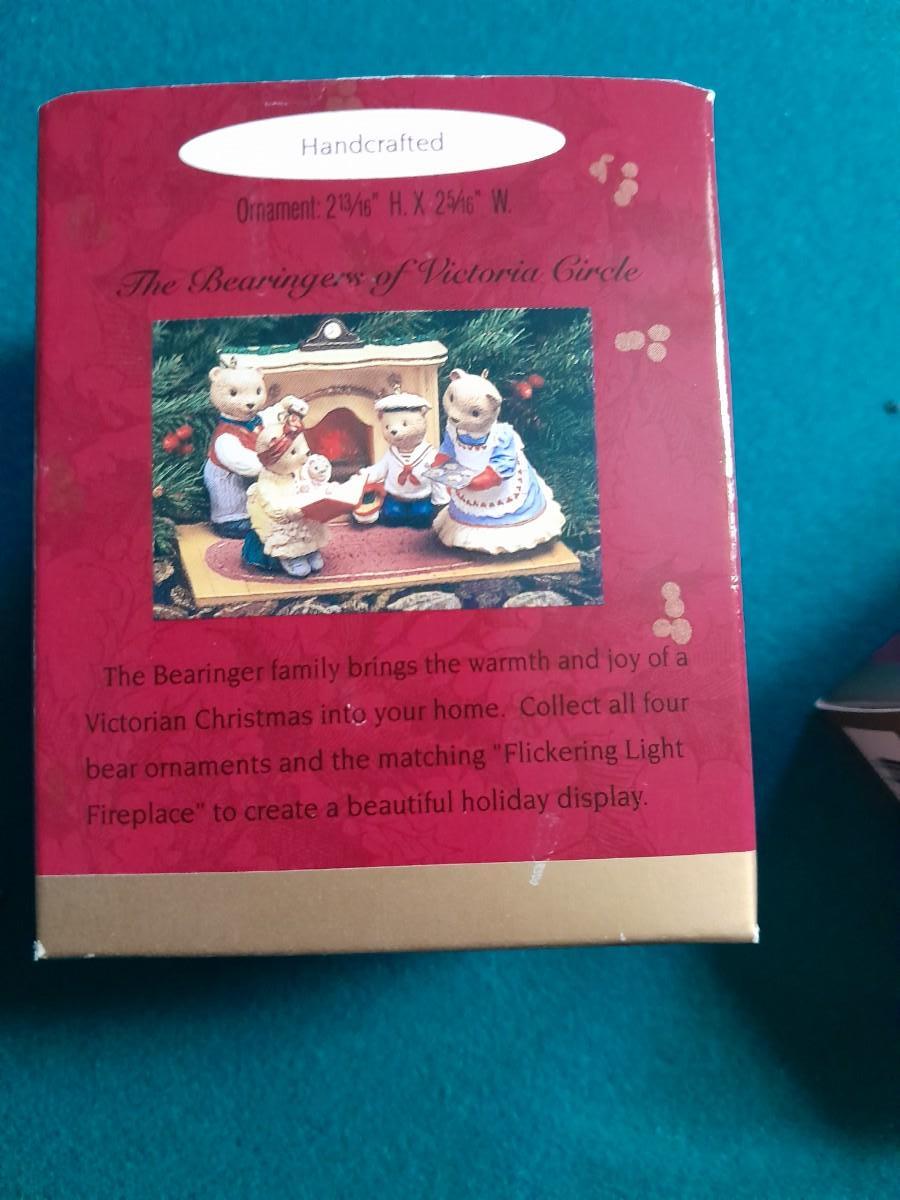 Handcrafted
Ornament: 2 13/16" H. X 2 5/16" W.
The Bearingers of Victoria Circle
The Bearinger family brings the warmth and joy of a
Victorian Christmas into your home. Collect all four
bear ornaments and the matching "Flickering Light
Fireplace" to create a beautiful holiday display.